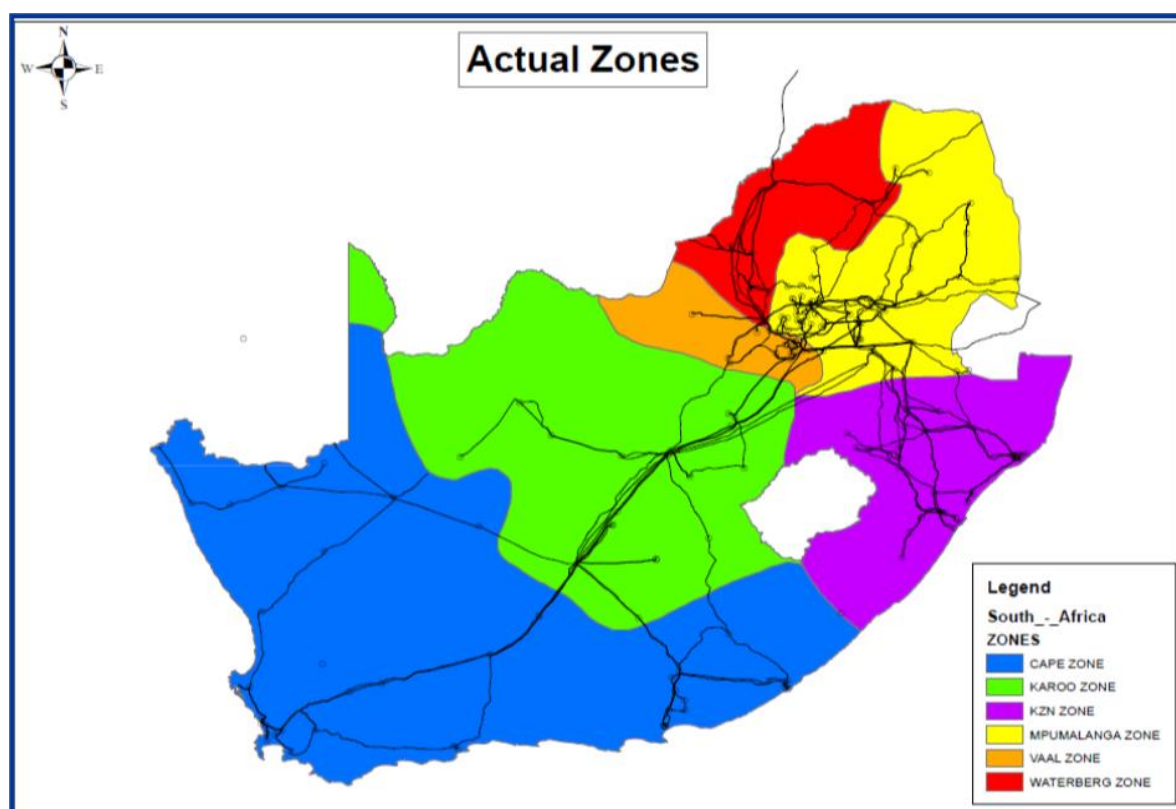 N
Actual Zones
W E
S
Legend
South_-_Africa
ZONES
CAPE ZONE
KAROO ZONE
KZN ZONE
MPUMALANGA ZONE
VAAL ZONE
WATERBERG ZONE